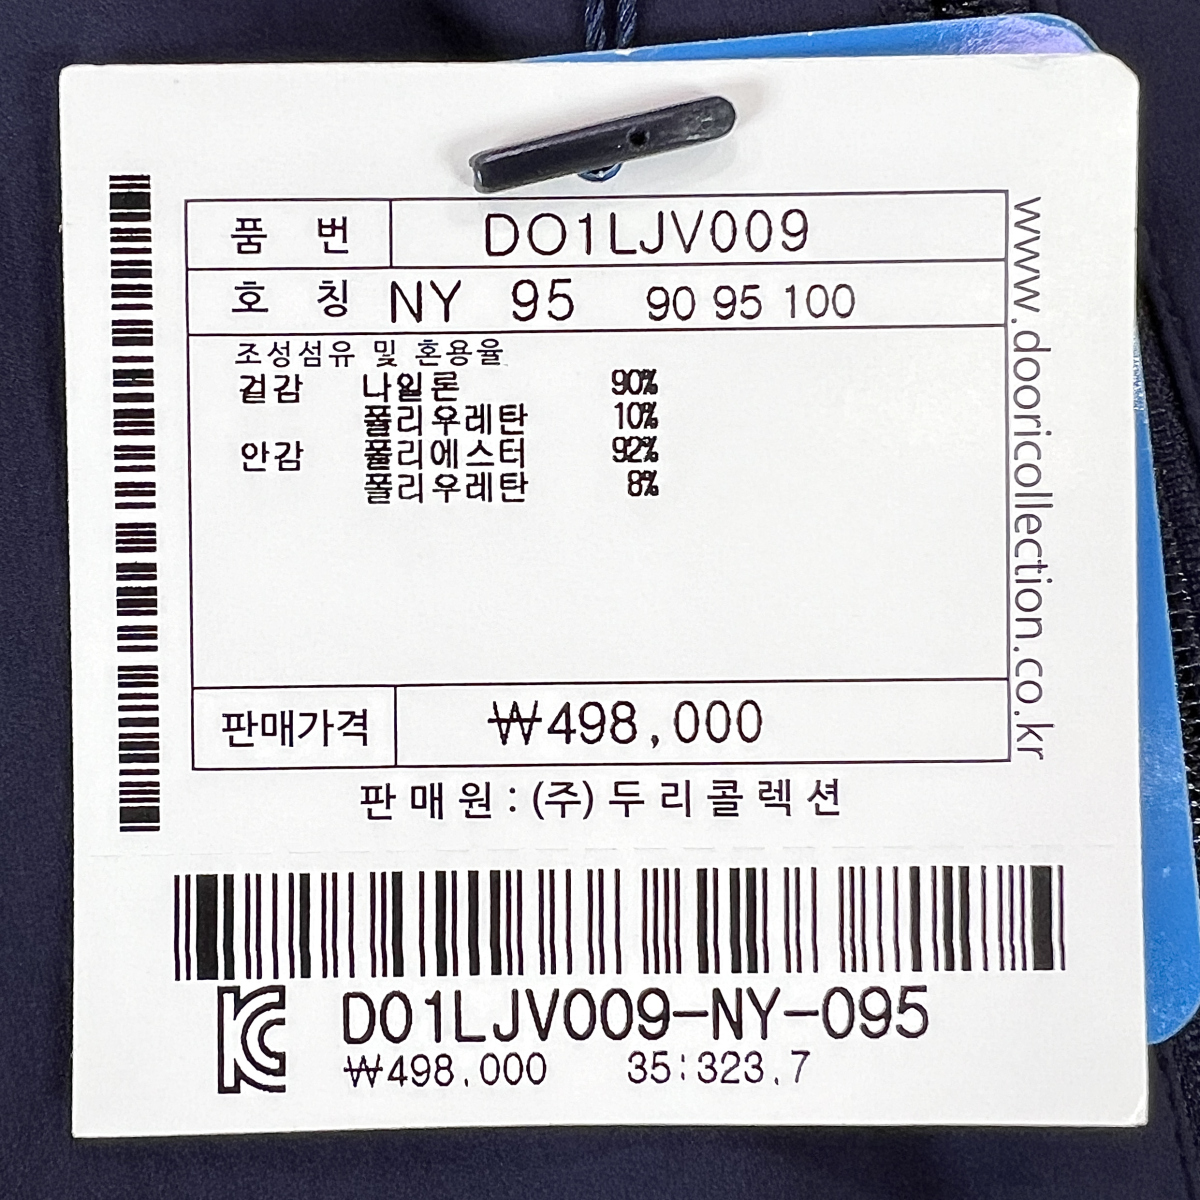 품 번 DO1LJV009
호 칭 NY 95 90 95 100
조성섬유 및 혼용율
겉감 나일론 90%
폴리우레탄 10%
안감 폴리에스터 92%
폴리우레탄 8%
판매가격 ₩498,000
판매원:(주)두리콜렉션
www.dooricollection.co.kr
KC D01LJV009-NY-095
₩498,000 35:323.7